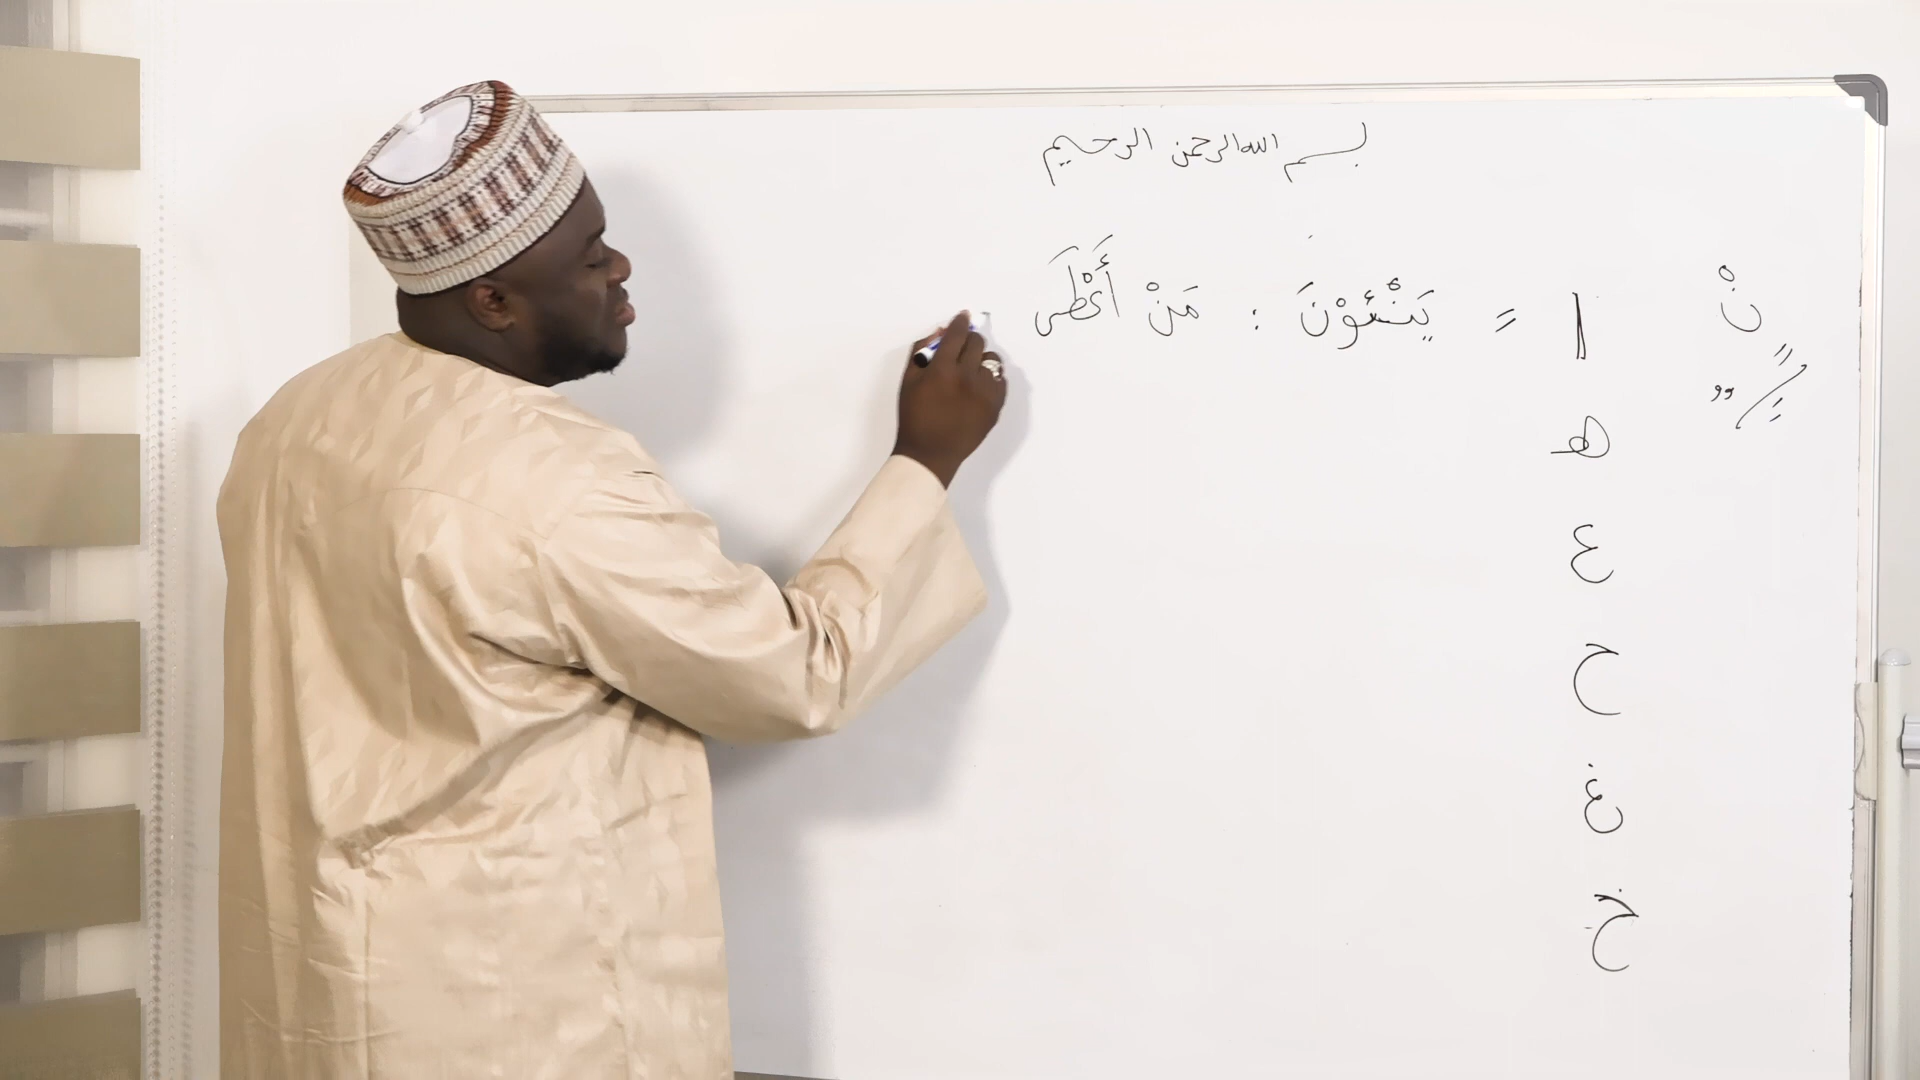 بسم الله الرحمن الرحيم
نْ ا = يَنْئَوْنَ : مَنْ أَعْطَى
ً ٍ ٌ
ه
ع
ح
غ
خ